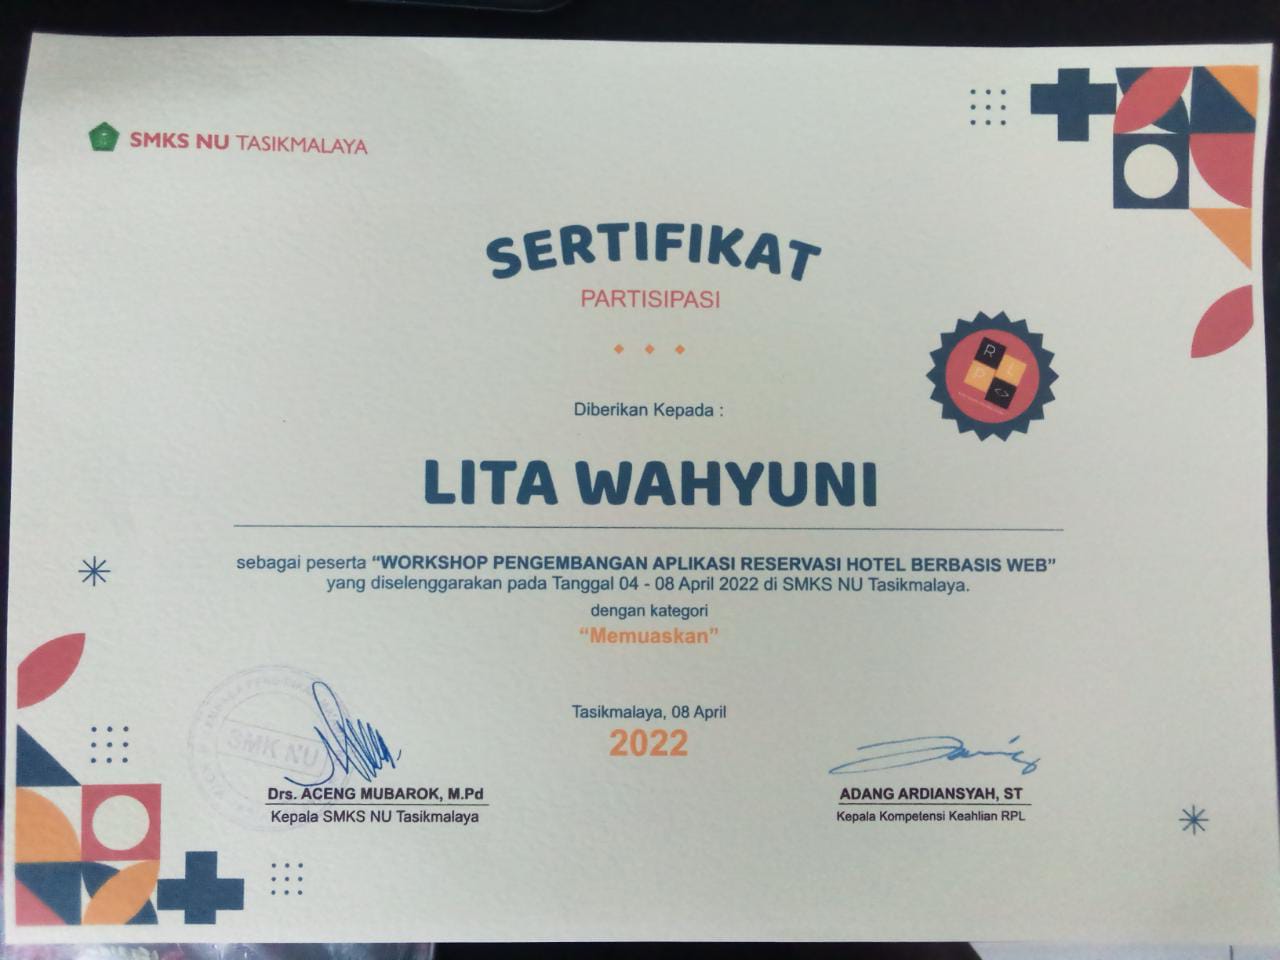 SMKS NU TASIKMALAYA
SERTIFIKAT
PARTISIPASI
R
L
P
<>
Diberikan Kepada :
LITA WAHYUNI
sebagai peserta “WORKSHOP PENGEMBANGAN APLIKASI RESERVASI HOTEL BERBASIS WEB”
yang diselenggarakan pada Tanggal 04 - 08 April 2022 di SMKS NU Tasikmalaya.
dengan kategori
“Memuaskan”
Tasikmalaya, 08 April
2022
SMK NU
Drs. ACENG MUBAROK, M.Pd
Kepala SMKS NU Tasikmalaya
ADANG ARDIANSYAH, ST
Kepala Kompetensi Keahlian RPL